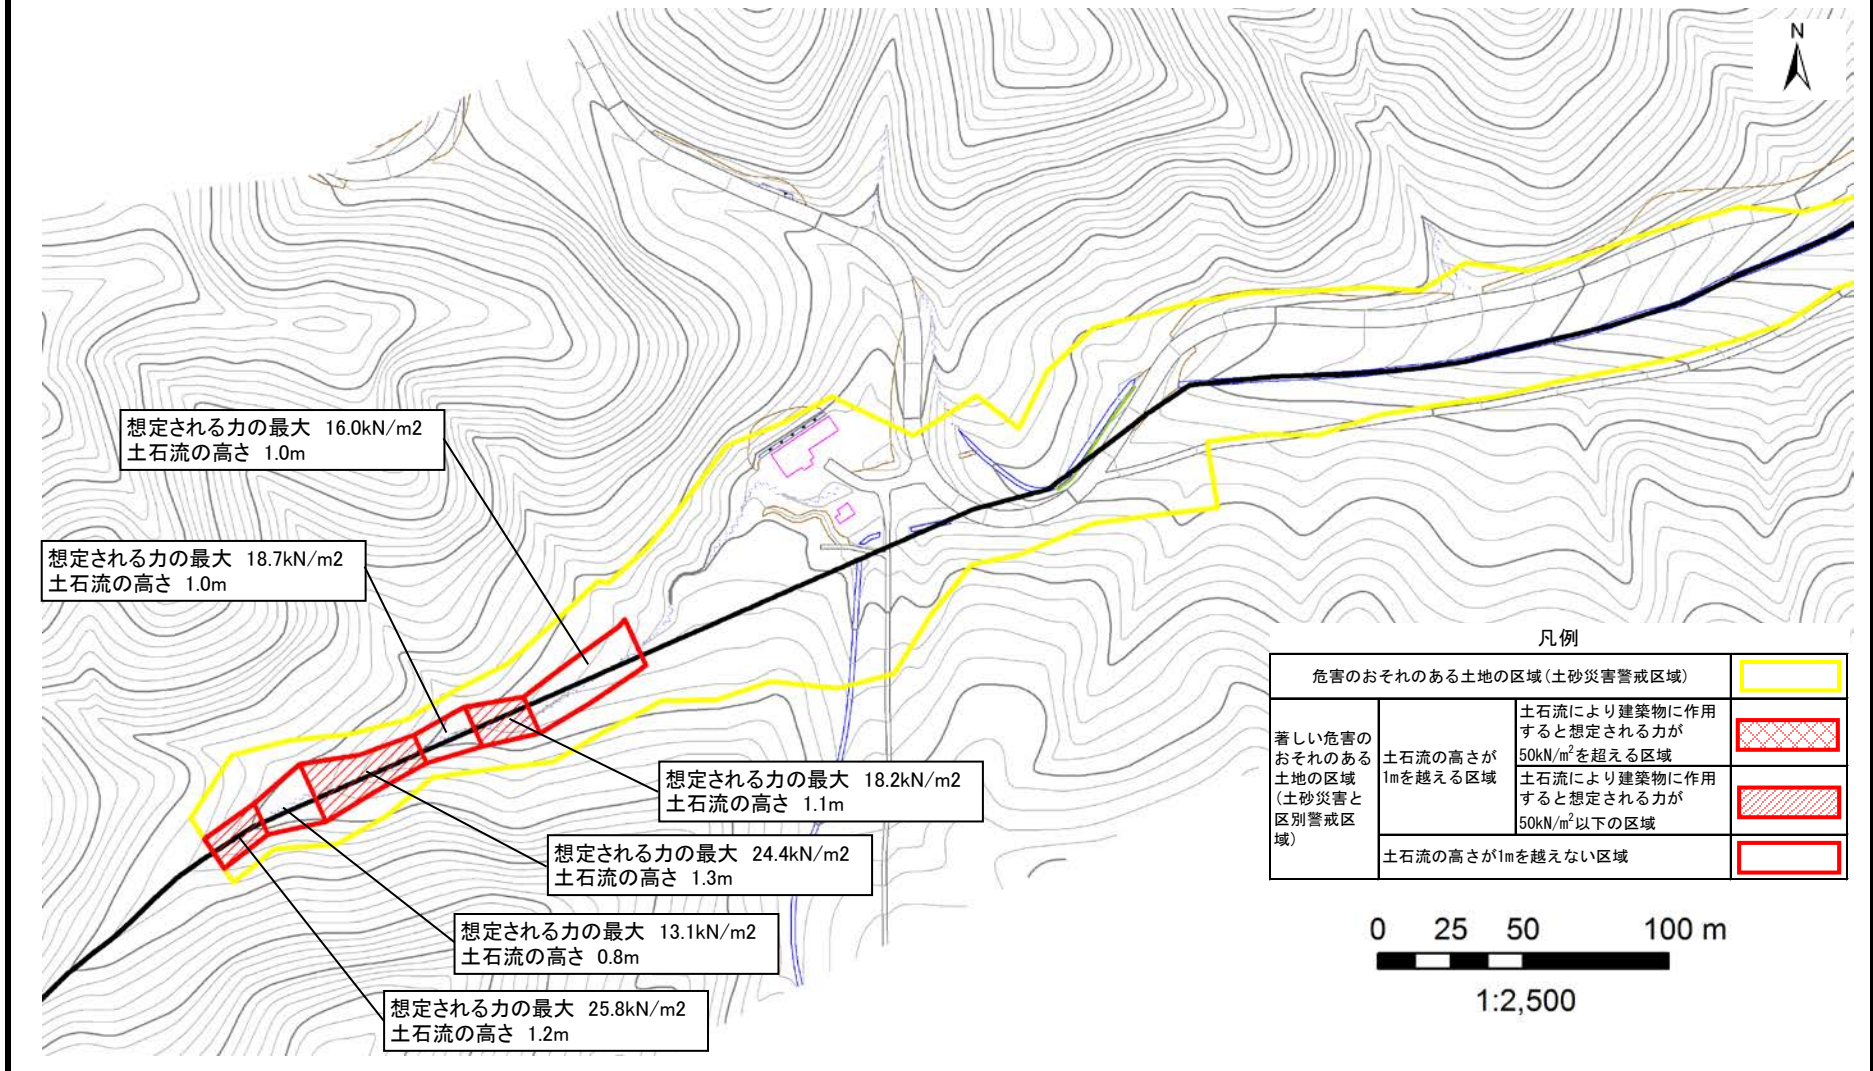 N
想定される力の最大 16.0kN/m2
土石流の高さ 1.0m
想定される力の最大 18.7kN/m2
土石流の高さ 1.0m
想定される力の最大 18.2kN/m2
土石流の高さ 1.1m
想定される力の最大 24.4kN/m2
土石流の高さ 1.3m
想定される力の最大 13.1kN/m2
土石流の高さ 0.8m
想定される力の最大 25.8kN/m2
土石流の高さ 1.2m
凡例
危害のおそれのある土地の区域(土砂災害警戒区域)
著しい危害の
おそれのある
土地の区域
(土砂災害と
区別警戒区
域)
土石流の高さが
1mを越える区域
土石流により建築物に作用
すると想定される力が
50kN/m²を超える区域
土石流により建築物に作用
すると想定される力が
50kN/m²以下の区域
土石流の高さが1mを越えない区域
0 25 50 100 m
1:2,500